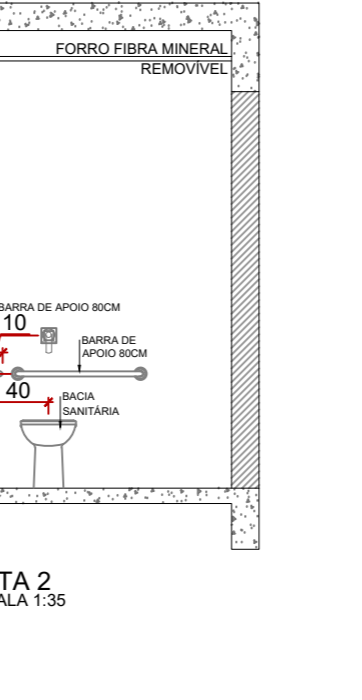 FORRO FIBRA MINERAL
REMOVÍVEL
BARRA DE APOIO 80CM
10
BARRA DE
APOIO 80CM
40
BACIA
SANITÁRIA
TA 2
ALA 1:35